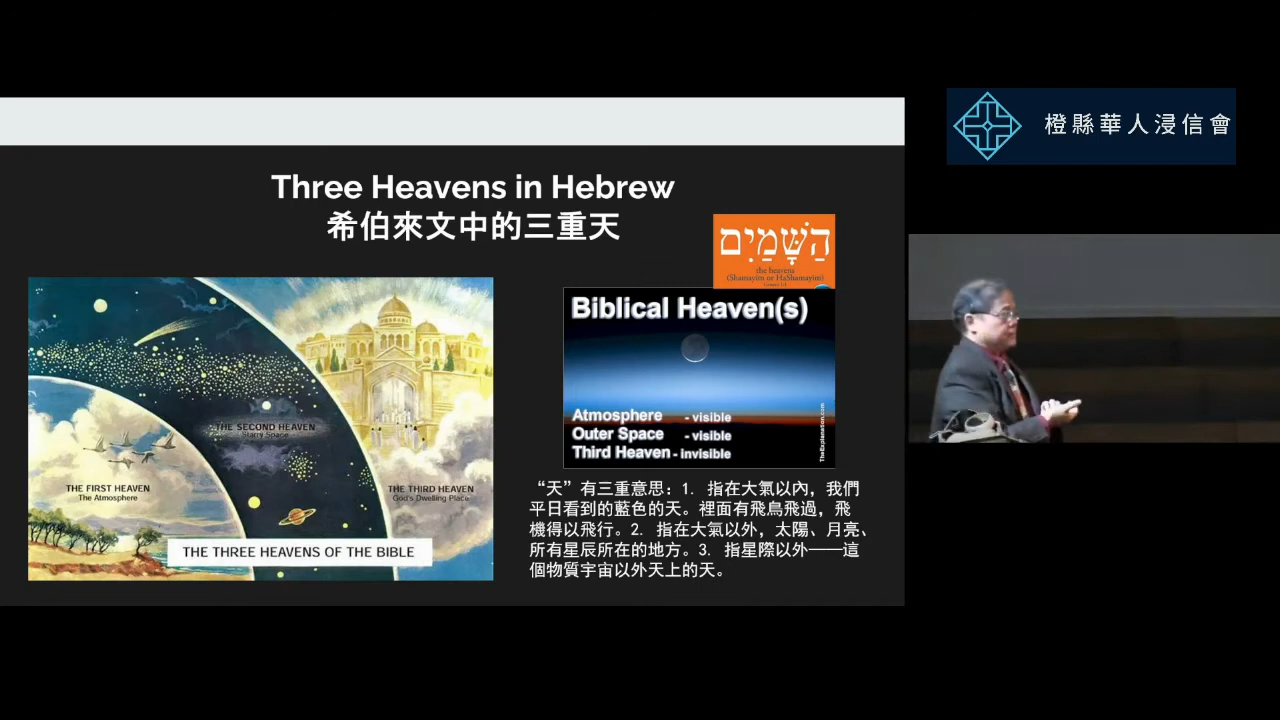 橙縣華人浸信會
Three Heavens in Hebrew
希伯來文中的三重天
הַשָּׁמַיִם
the heavens
(Shamayim or HaShamayim)
Biblical Heaven(s)
Atmosphere - visible
Outer Space - visible
Third Heaven - invisible
TheExplanation.com
THE SECOND HEAVEN
Starry Space
THE FIRST HEAVEN
The Atmosphere
THE THIRD HEAVEN
God's Dwelling Place
THE THREE HEAVENS OF THE BIBLE
“天”有三重意思：1. 指在大氣以內，我們
平日看到的藍色的天。裡面有飛鳥飛過，飛
機得以飛行。2. 指在大氣以外，太陽、月亮、
所有星辰所在的地方。3. 指星際以外——這
個物質宇宙以外天上的天。